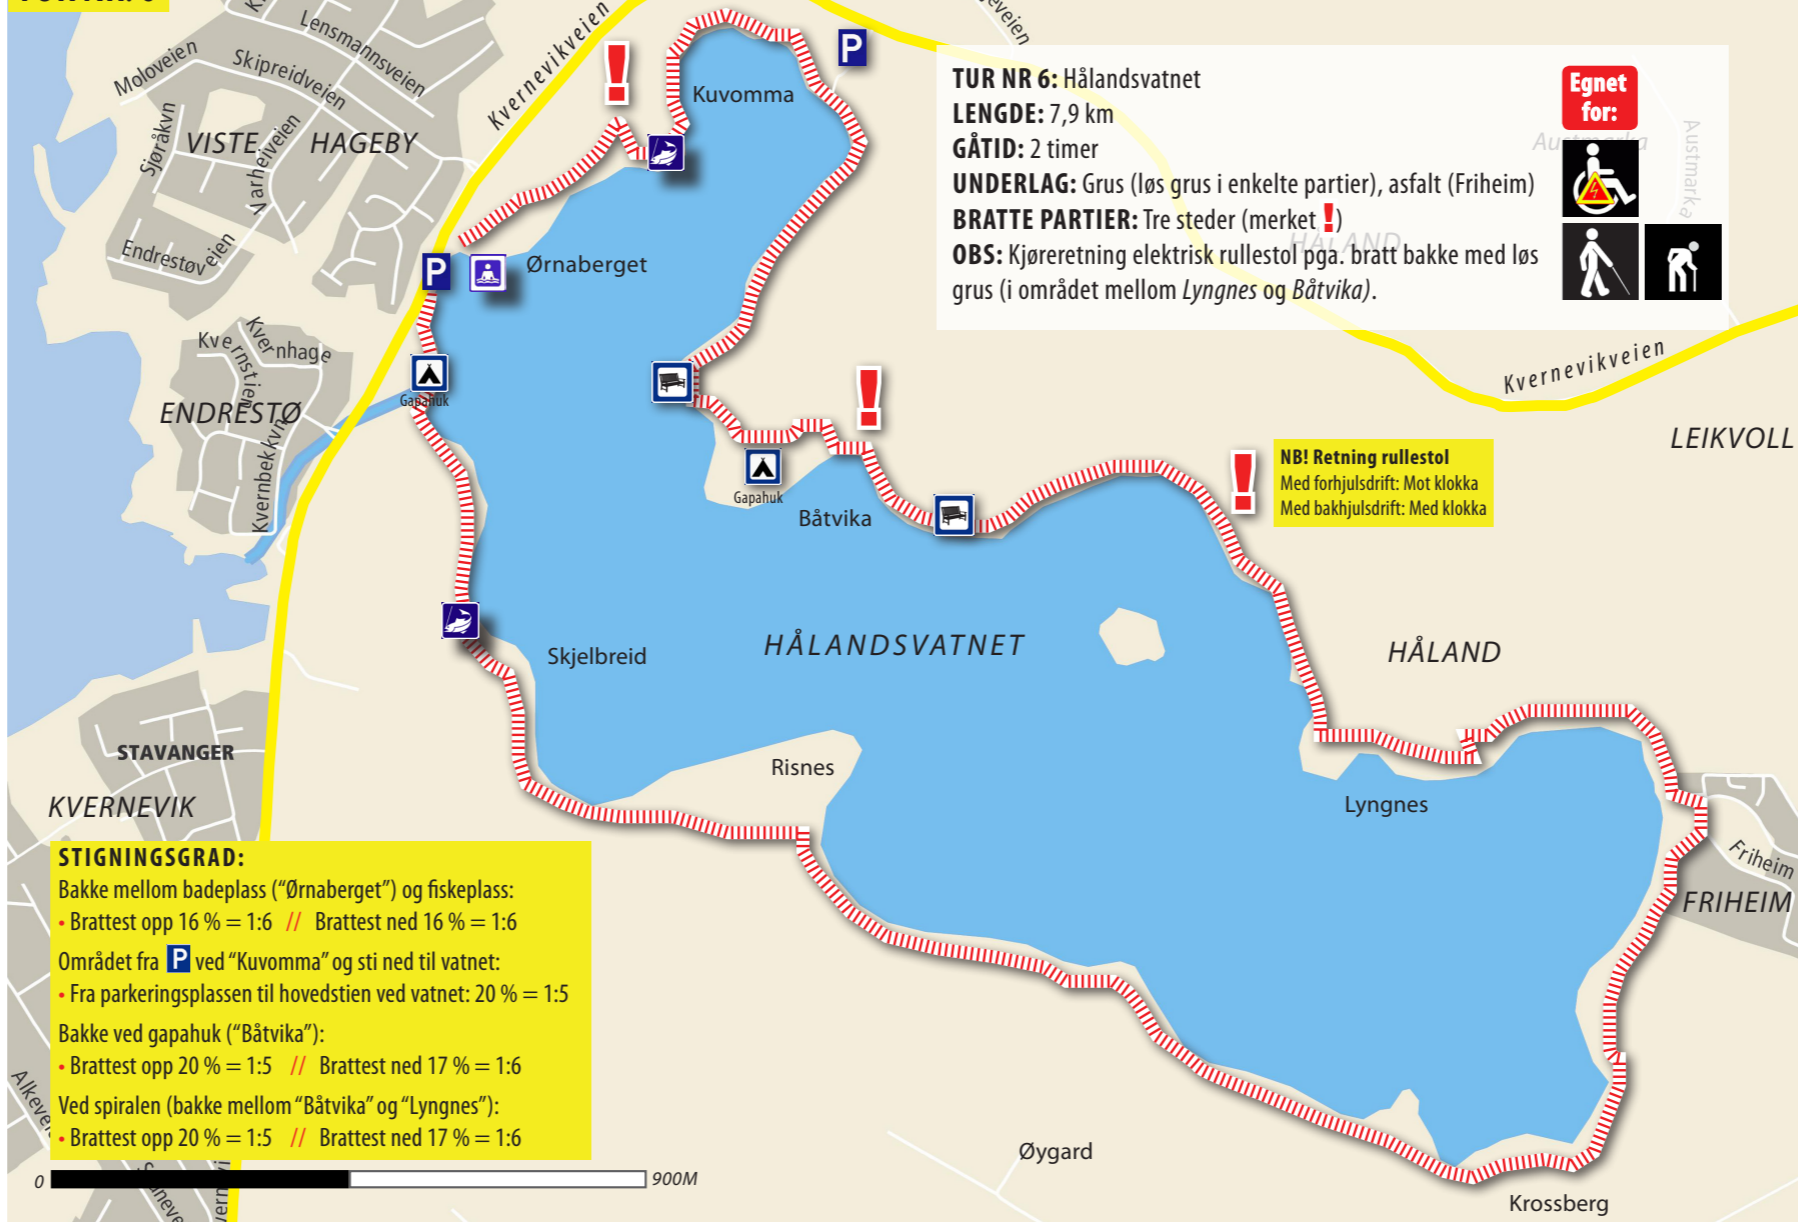 Kvernevikveien
Moloveien
Lensmannsveien
Skipreidveien
Sjøråkvn
VISTE HAGEBY
Varheiveien
Endrestøveien
Kuvomma
P
TUR NR 6: Hålandsvatnet
LENGDE: 7,9 km
GÅTID: 2 timer
UNDERLAG: Grus (løs grus i enkelte partier), asfalt (Friheim)
BRATTE PARTIER: Tre steder (merket !)
OBS: Kjøreretning elektrisk rullestol pga. bratt bakke med løs
grus (i området mellom Lyngnes og Båtvika).
Egnet
for:
Austmarka
Austmarka
HÅLAND
P
Ørnaberget
Kvernstien
Kvernhage
ENDRESTØ
Kvernbekkvn
Gapahuk
Kvernevikveien
LEIKVOLL
Gapahuk
Båtvika
NB! Retning rullestol
Med forhjulsdrift: Mot klokka
Med bakhjulsdrift: Med klokka
Skjelbreid
HÅLANDSVATNET
HÅLAND
STAVANGER
KVERNEVIK
Risnes
Lyngnes
Friheim
FRIHEIM
STIGNINGSGRAD:
Bakke mellom badeplass (“Ørnaberget”) og fiskeplass:
• Brattest opp 16 % = 1:6 // Brattest ned 16 % = 1:6
Området fra P ved “Kuvomma” og sti ned til vatnet:
• Fra parkeringsplassen til hovedstien ved vatnet: 20 % = 1:5
Bakke ved gapahuk (“Båtvika”):
• Brattest opp 20 % = 1:5 // Brattest ned 17 % = 1:6
Ved spiralen (bakke mellom “Båtvika” og “Lyngnes”):
• Brattest opp 20 % = 1:5 // Brattest ned 17 % = 1:6
0 900M
Øygard
Krossberg